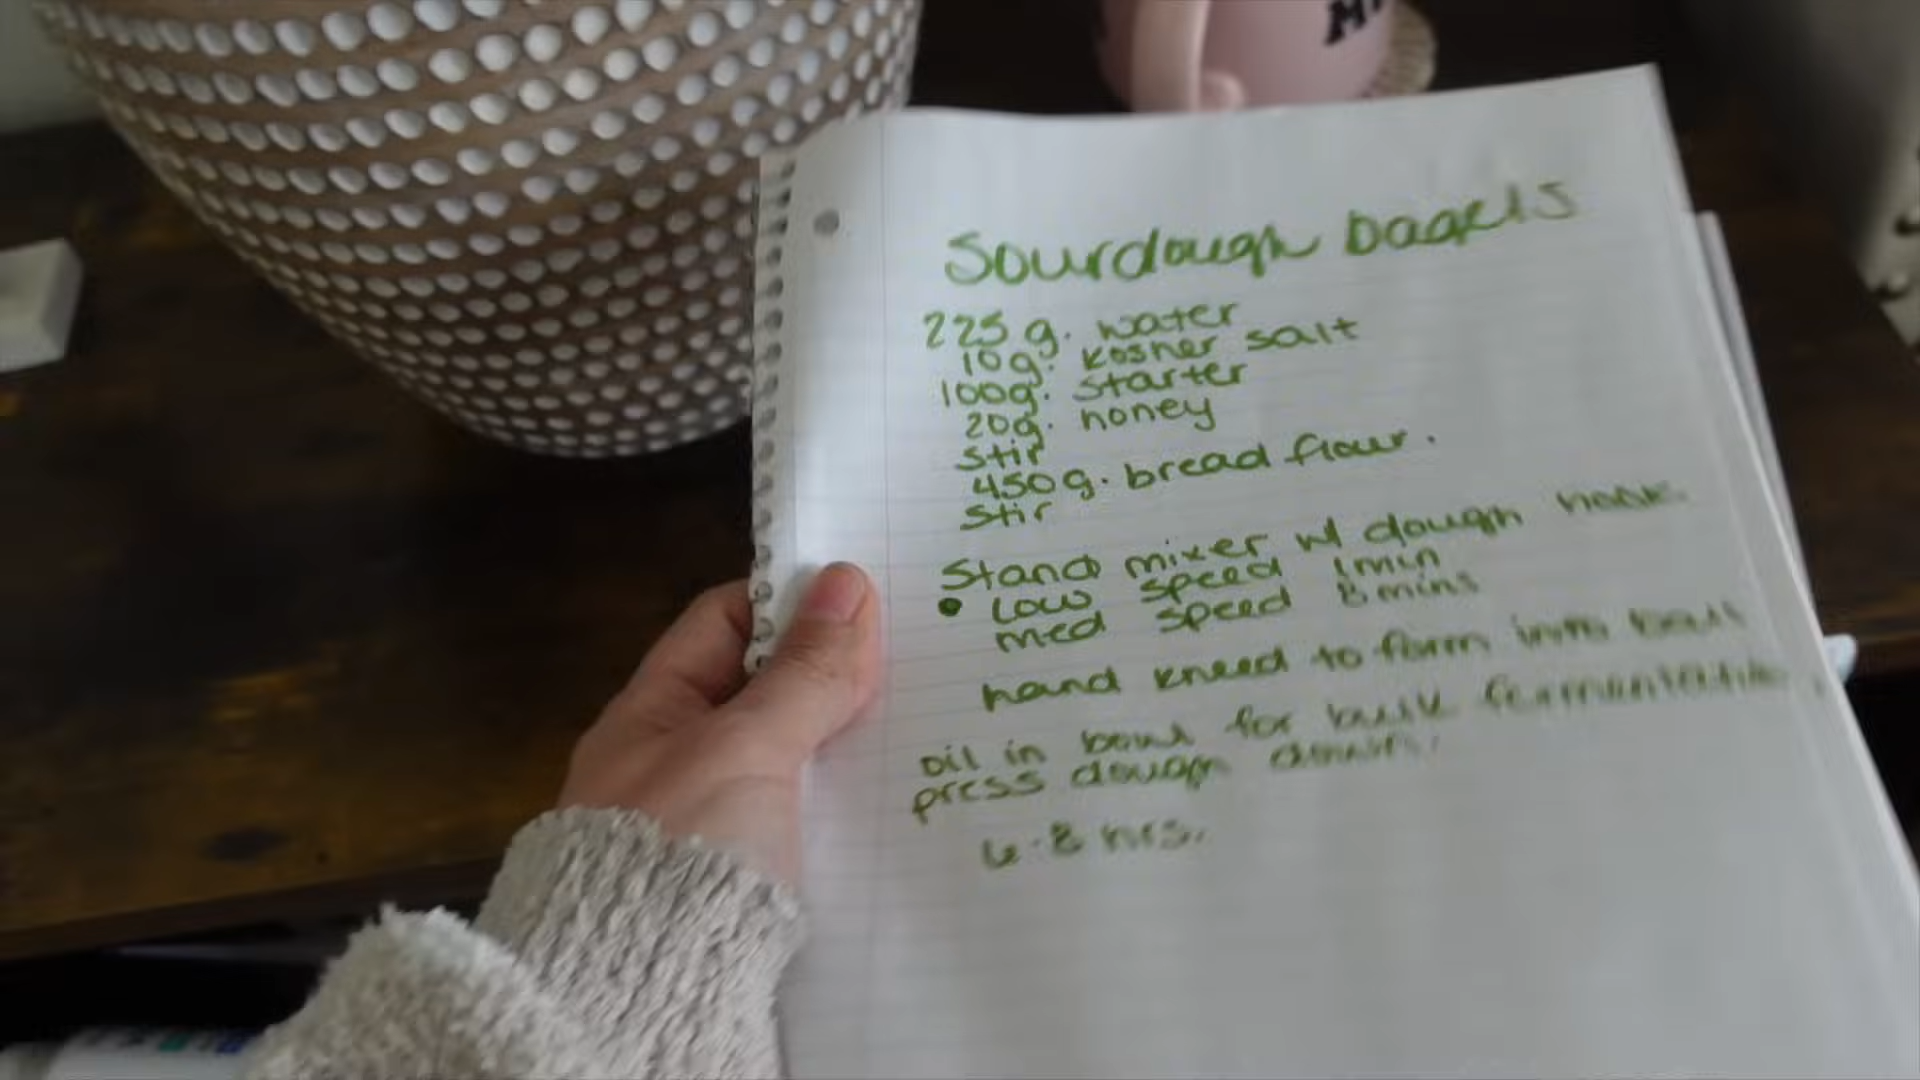 Sourdough bagels
225 g. water
10g. kosher salt
100g. starter
20g. honey
stir
450g. bread flour.
stir
Stand mixer w/ dough hook
• Low speed 1min
med speed 8 mins
hand kneed to form into ball
oil in bowl for bulk fermentation,
press dough down.
6-8 hrs.